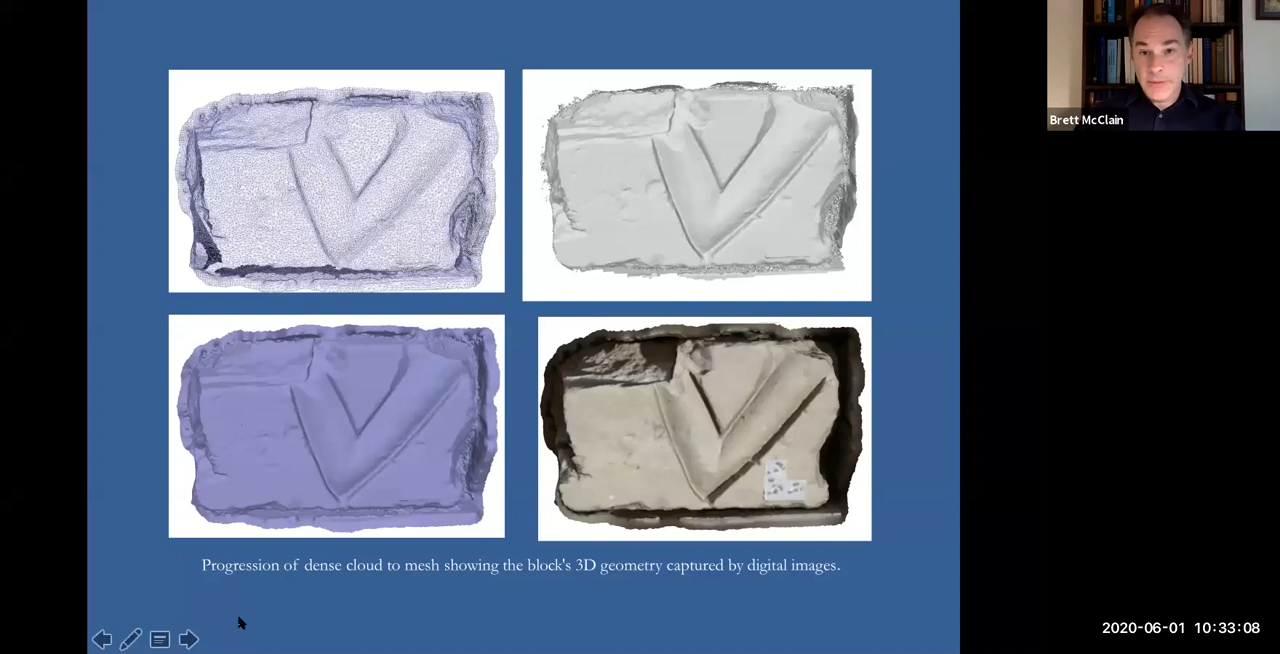 Brett McClain
Progression of dense cloud to mesh showing the block's 3D geometry captured by digital images.
2020-06-01 10:33:08